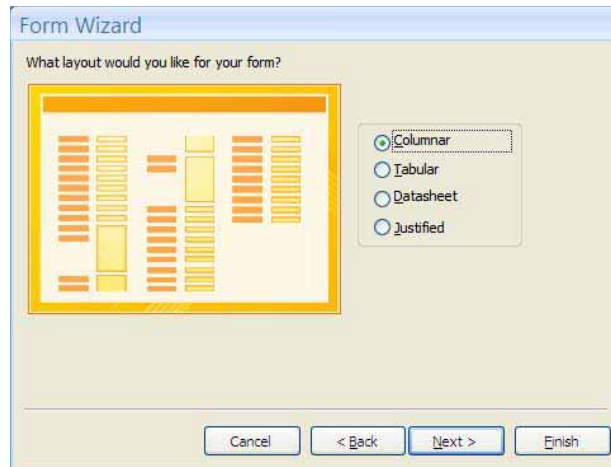 Form Wizard
What layout would you like for your form?
Columnar
Tabular
Datasheet
Justified
Cancel
< Back
Next >
Finish